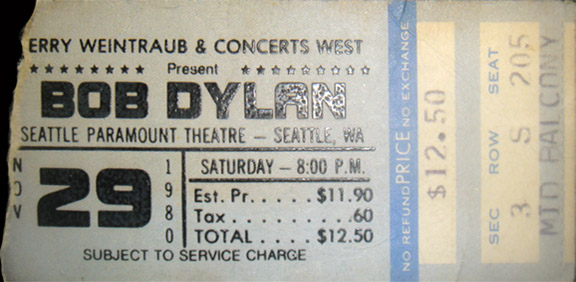 ERRY WEINTRAUB & CONCERTS WEST
Present
BOB DYLAN
SEATTLE PARAMOUNT THEATRE — SEATTLE, WA
NOV 29 1980
SATURDAY – 8:00 P.M.
Est. Pr.....$11.90
Tax.........60
TOTAL....$12.50
SUBJECT TO SERVICE CHARGE
NO REFUND PRICE NO EXCHANGE
$12.50
SEC ROW SEAT
3 S 205
MID BALCONY